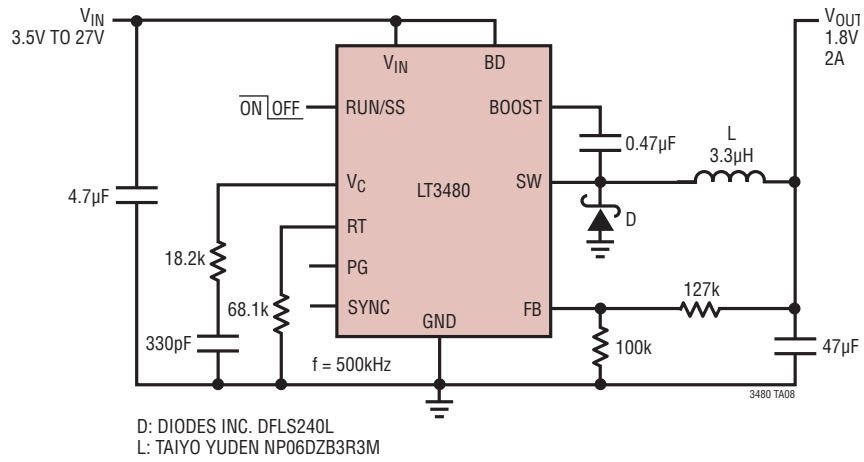 VIN
3.5V TO 27V
VOUT
1.8V
2A
VIN
BD
ON OFF
RUN/SS
BOOST
0.47µF
L
3.3µH
4.7µF
VC
LT3480
SW
D
RT
18.2k
PG
68.1k
127k
SYNC
FB
GND
330pF
f = 500kHz
100k
47µF
3480 TA08
D: DIODES INC. DFLS240L
L: TAIYO YUDEN NP06DZB3R3M